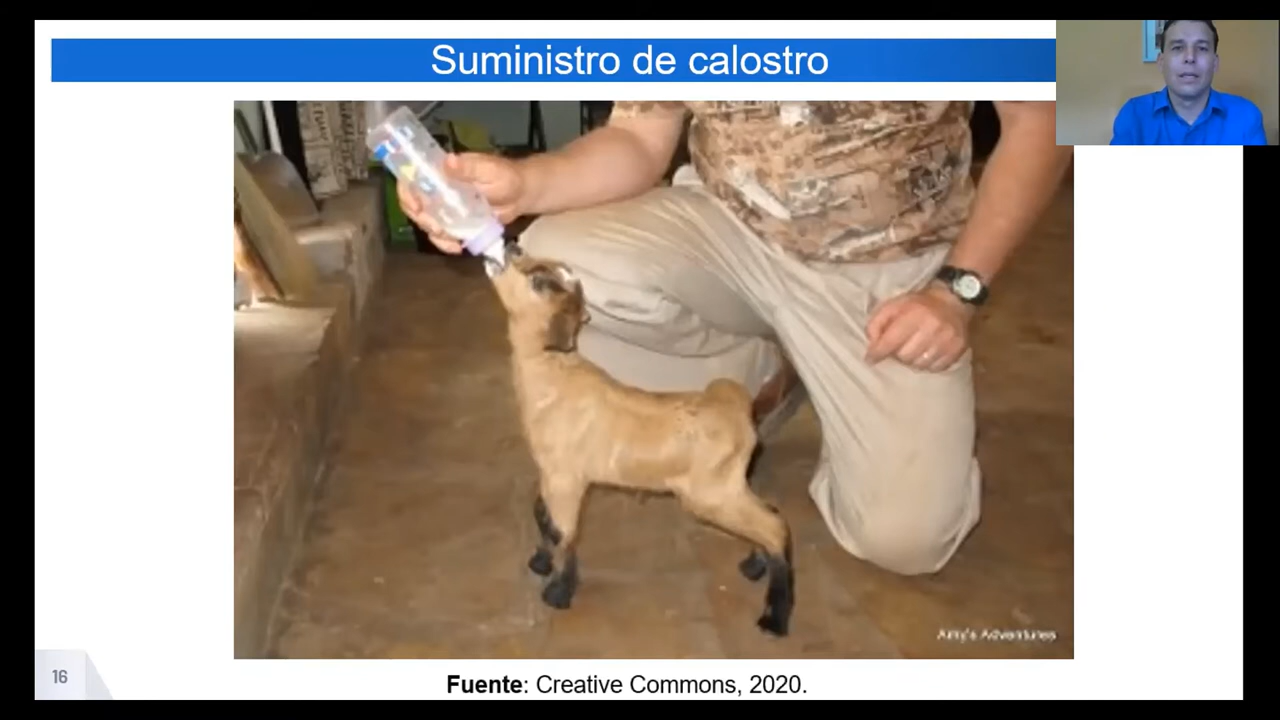 Suministro de calostro
Amy's Adventures
16
Fuente: Creative Commons, 2020.